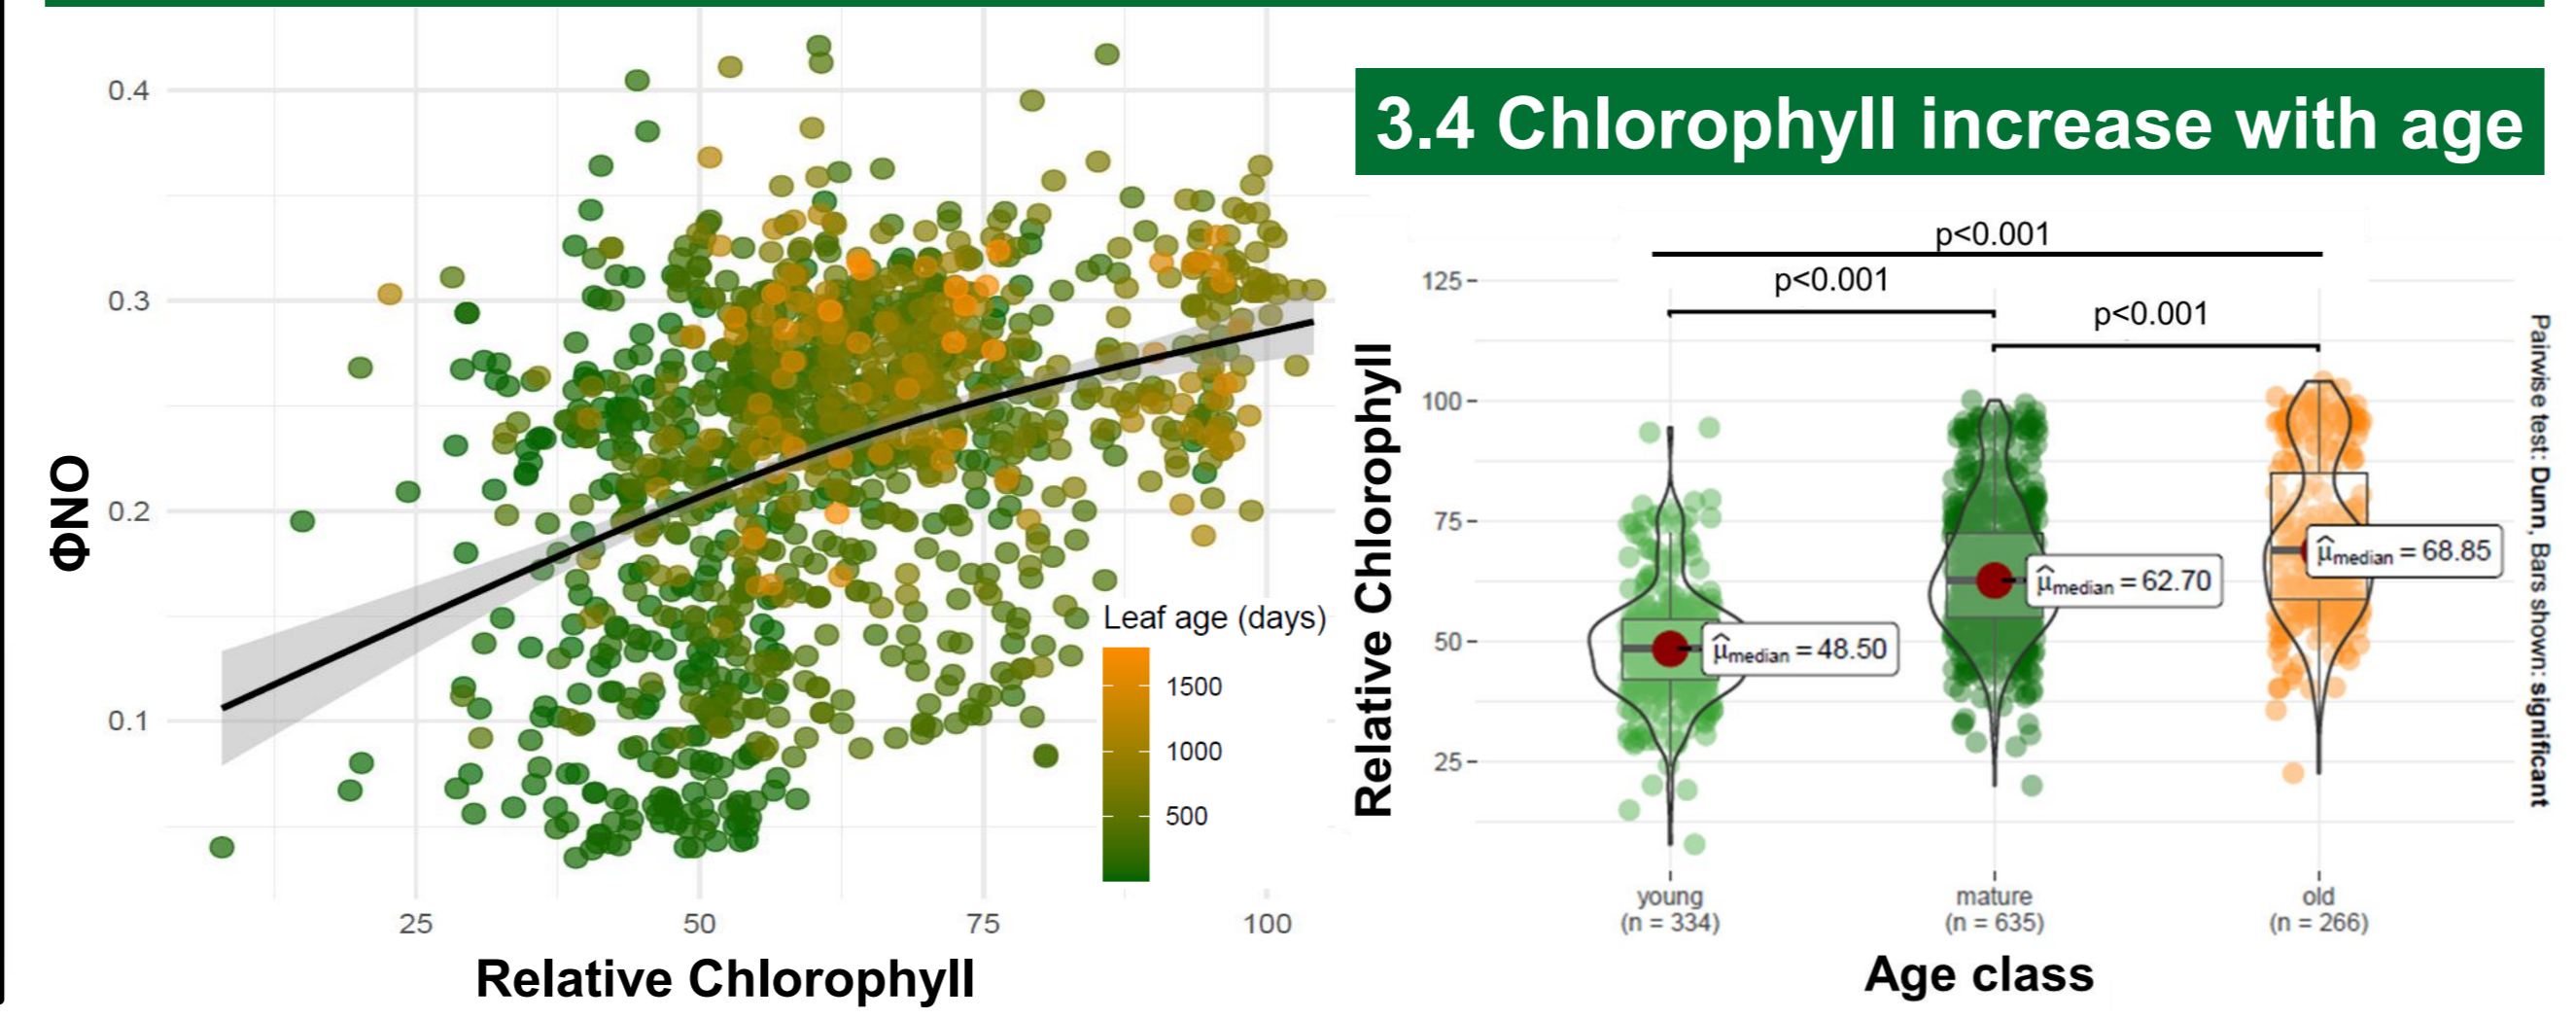 0.4
0.3
0.2
0.1
ΦNO
25 50 75 100
Relative Chlorophyll
Leaf age (days)
1500
1000
500
3.4 Chlorophyll increase with age
p<0.001
p<0.001
p<0.001
125
100
75
50
25
Relative Chlorophyll
μ̂median = 48.50
μ̂median = 62.70
μ̂median = 68.85
young mature old
(n = 334) (n = 635) (n = 266)
Age class
Pairwise test: Dunn, Bars shown: significant